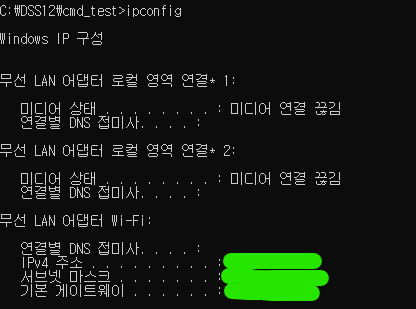 C:\DSS12\cmd_test>ipconfig
Windows IP 구성
무선 LAN 어댑터 로컬 영역 연결* 1:
미디어 상태 . . . . . . . . : 미디어 연결 끊김
연결별 DNS 접미사. . . . :
무선 LAN 어댑터 로컬 영역 연결* 2:
미디어 상태 . . . . . . . . : 미디어 연결 끊김
연결별 DNS 접미사. . . . :
무선 LAN 어댑터 Wi-Fi:
연결별 DNS 접미사. . . . :
IPv4 주소 . . . . . . . . . :
서브넷 마스크 . . . . . . . :
기본 게이트웨이 . . . . . . :